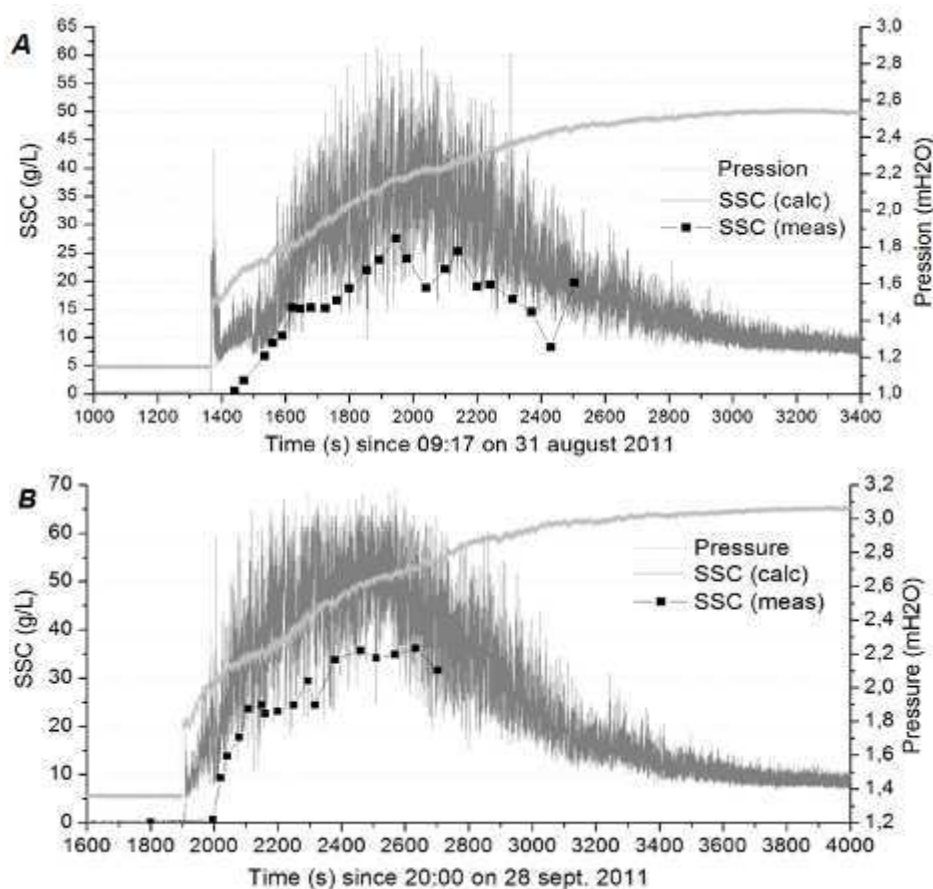 A
65
60
55
50
45
40
35
30
25
20
15
10
5
0
SSC (g/L)
3,0
2,8
2,6
2,4
2,2
2,0
1,8
1,6
1,4
1,2
1,0
Pression (mH2O)
Pression
SSC (calc)
SSC (meas)
1000 1200 1400 1600 1800 2000 2200 2400 2600 2800 3000 3200 3400
Time (s) since 09:17 on 31 august 2011
B
70
60
50
40
30
20
10
0
SSC (g/L)
3,2
3,0
2,8
2,6
2,4
2,2
2,0
1,8
1,6
1,4
1,2
Pressure (mH2O)
Pressure
SSC (calc)
SSC (meas)
1600 1800 2000 2200 2400 2600 2800 3000 3200 3400 3600 3800 4000
Time (s) since 20:00 on 28 sept. 2011